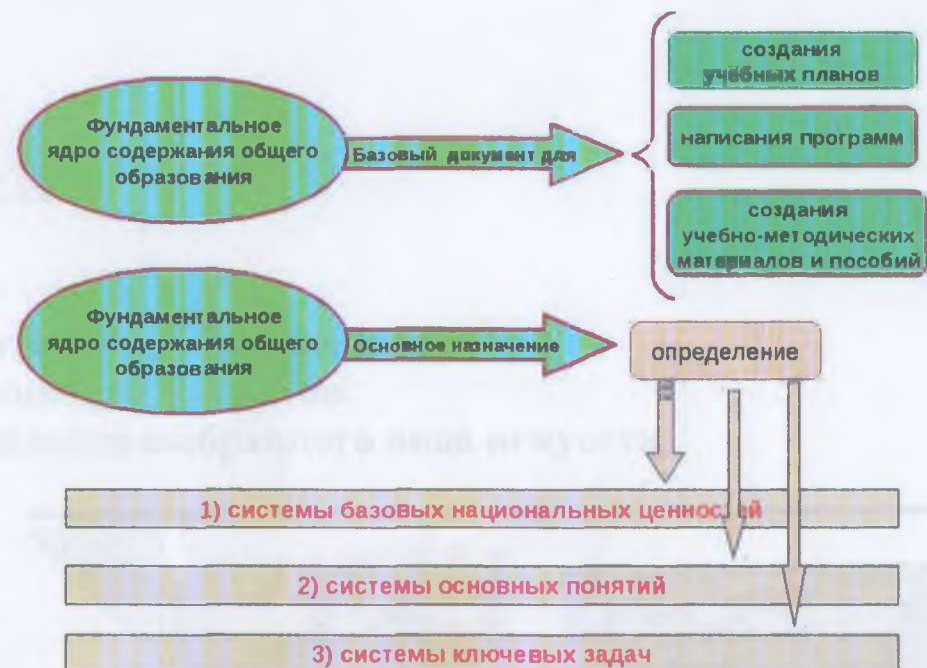 Фундаментальное
ядро содержания общего
образования
Базовый документ для
создания
учебных планов
написания программ
создания
учебно-методических
материалов и пособий
Фундаментальное
ядро содержания общего
образования
Основное назначение
определение
1) системы базовых национальных ценностей
2) системы основных понятий
3) системы ключевых задач